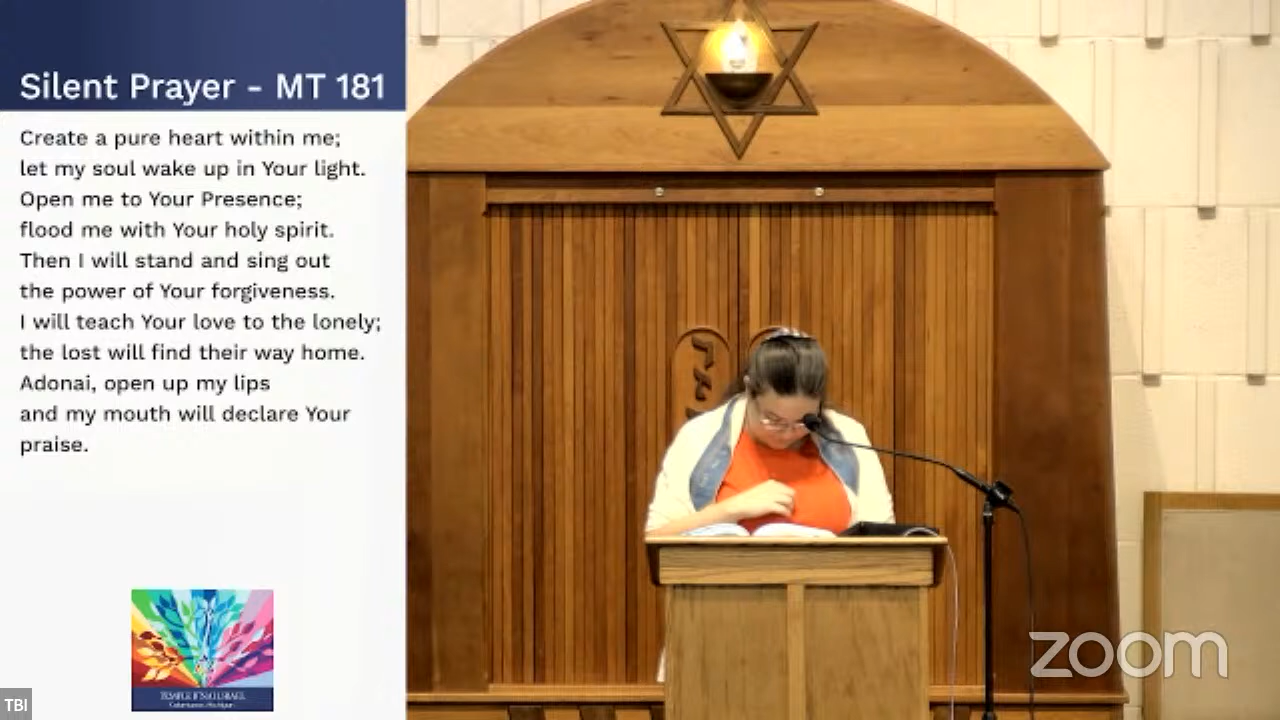 Silent Prayer - MT 181
Create a pure heart within me;
let my soul wake up in Your light.
Open me to Your Presence;
flood me with Your holy spirit.
Then I will stand and sing out
the power of Your forgiveness.
I will teach Your love to the lonely;
the lost will find their way home.
Adonai, open up my lips
and my mouth will declare Your
praise.
TEMPLE B'NAI ISRAEL
TBI
zoom